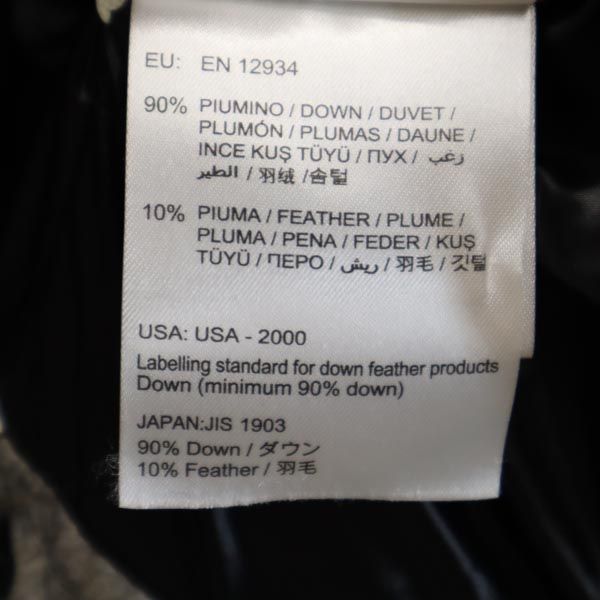 EU: EN 12934
90% PIUMINO / DOWN / DUVET /
PLUMÓN / PLUMAS / DAUNE /
INCE KUŞ TÜYÜ / ПУХ / زغب
الطير / 羽绒 /솜털
10% PIUMA / FEATHER / PLUME /
PLUMA / PENA / FEDER / KUŞ
TÜYÜ / ПЕРО / ريش / 羽毛 / 깃털
USA: USA - 2000
Labelling standard for down feather products
Down (minimum 90% down)
JAPAN:JIS 1903
90% Down / ダウン
10% Feather / 羽毛